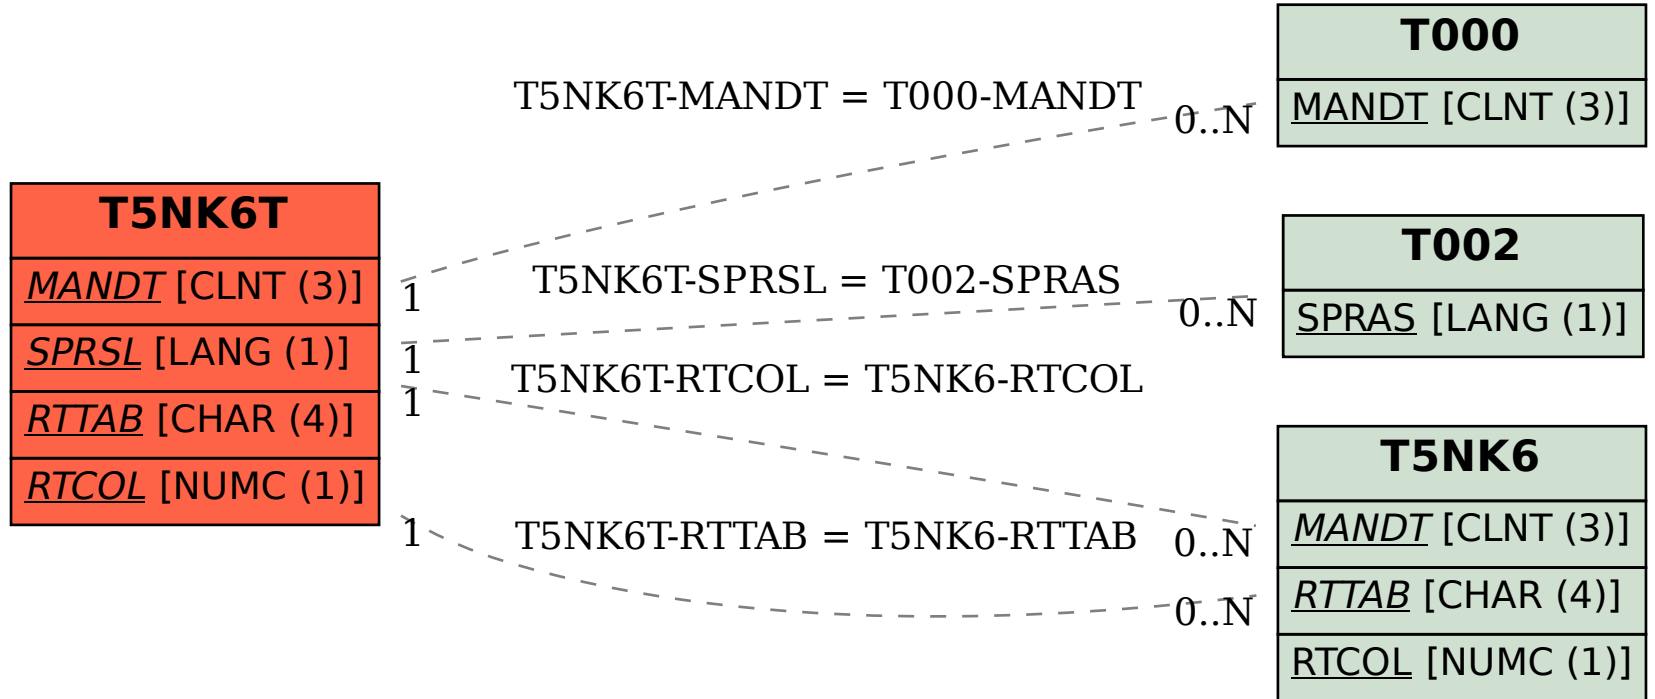 T5NK6T
MANDT [CLNT (3)]
SPRSL [LANG (1)]
RTTAB [CHAR (4)]
RTCOL [NUMC (1)]
T5NK6T-MANDT = T000-MANDT
0..N
1
T5NK6T-SPRSL = T002-SPRAS
0..N
1
T5NK6T-RTCOL = T5NK6-RTCOL
1
0..N
T5NK6T-RTTAB = T5NK6-RTTAB
1
0..N
T000
MANDT [CLNT (3)]
T002
SPRAS [LANG (1)]
T5NK6
MANDT [CLNT (3)]
RTTAB [CHAR (4)]
RTCOL [NUMC (1)]